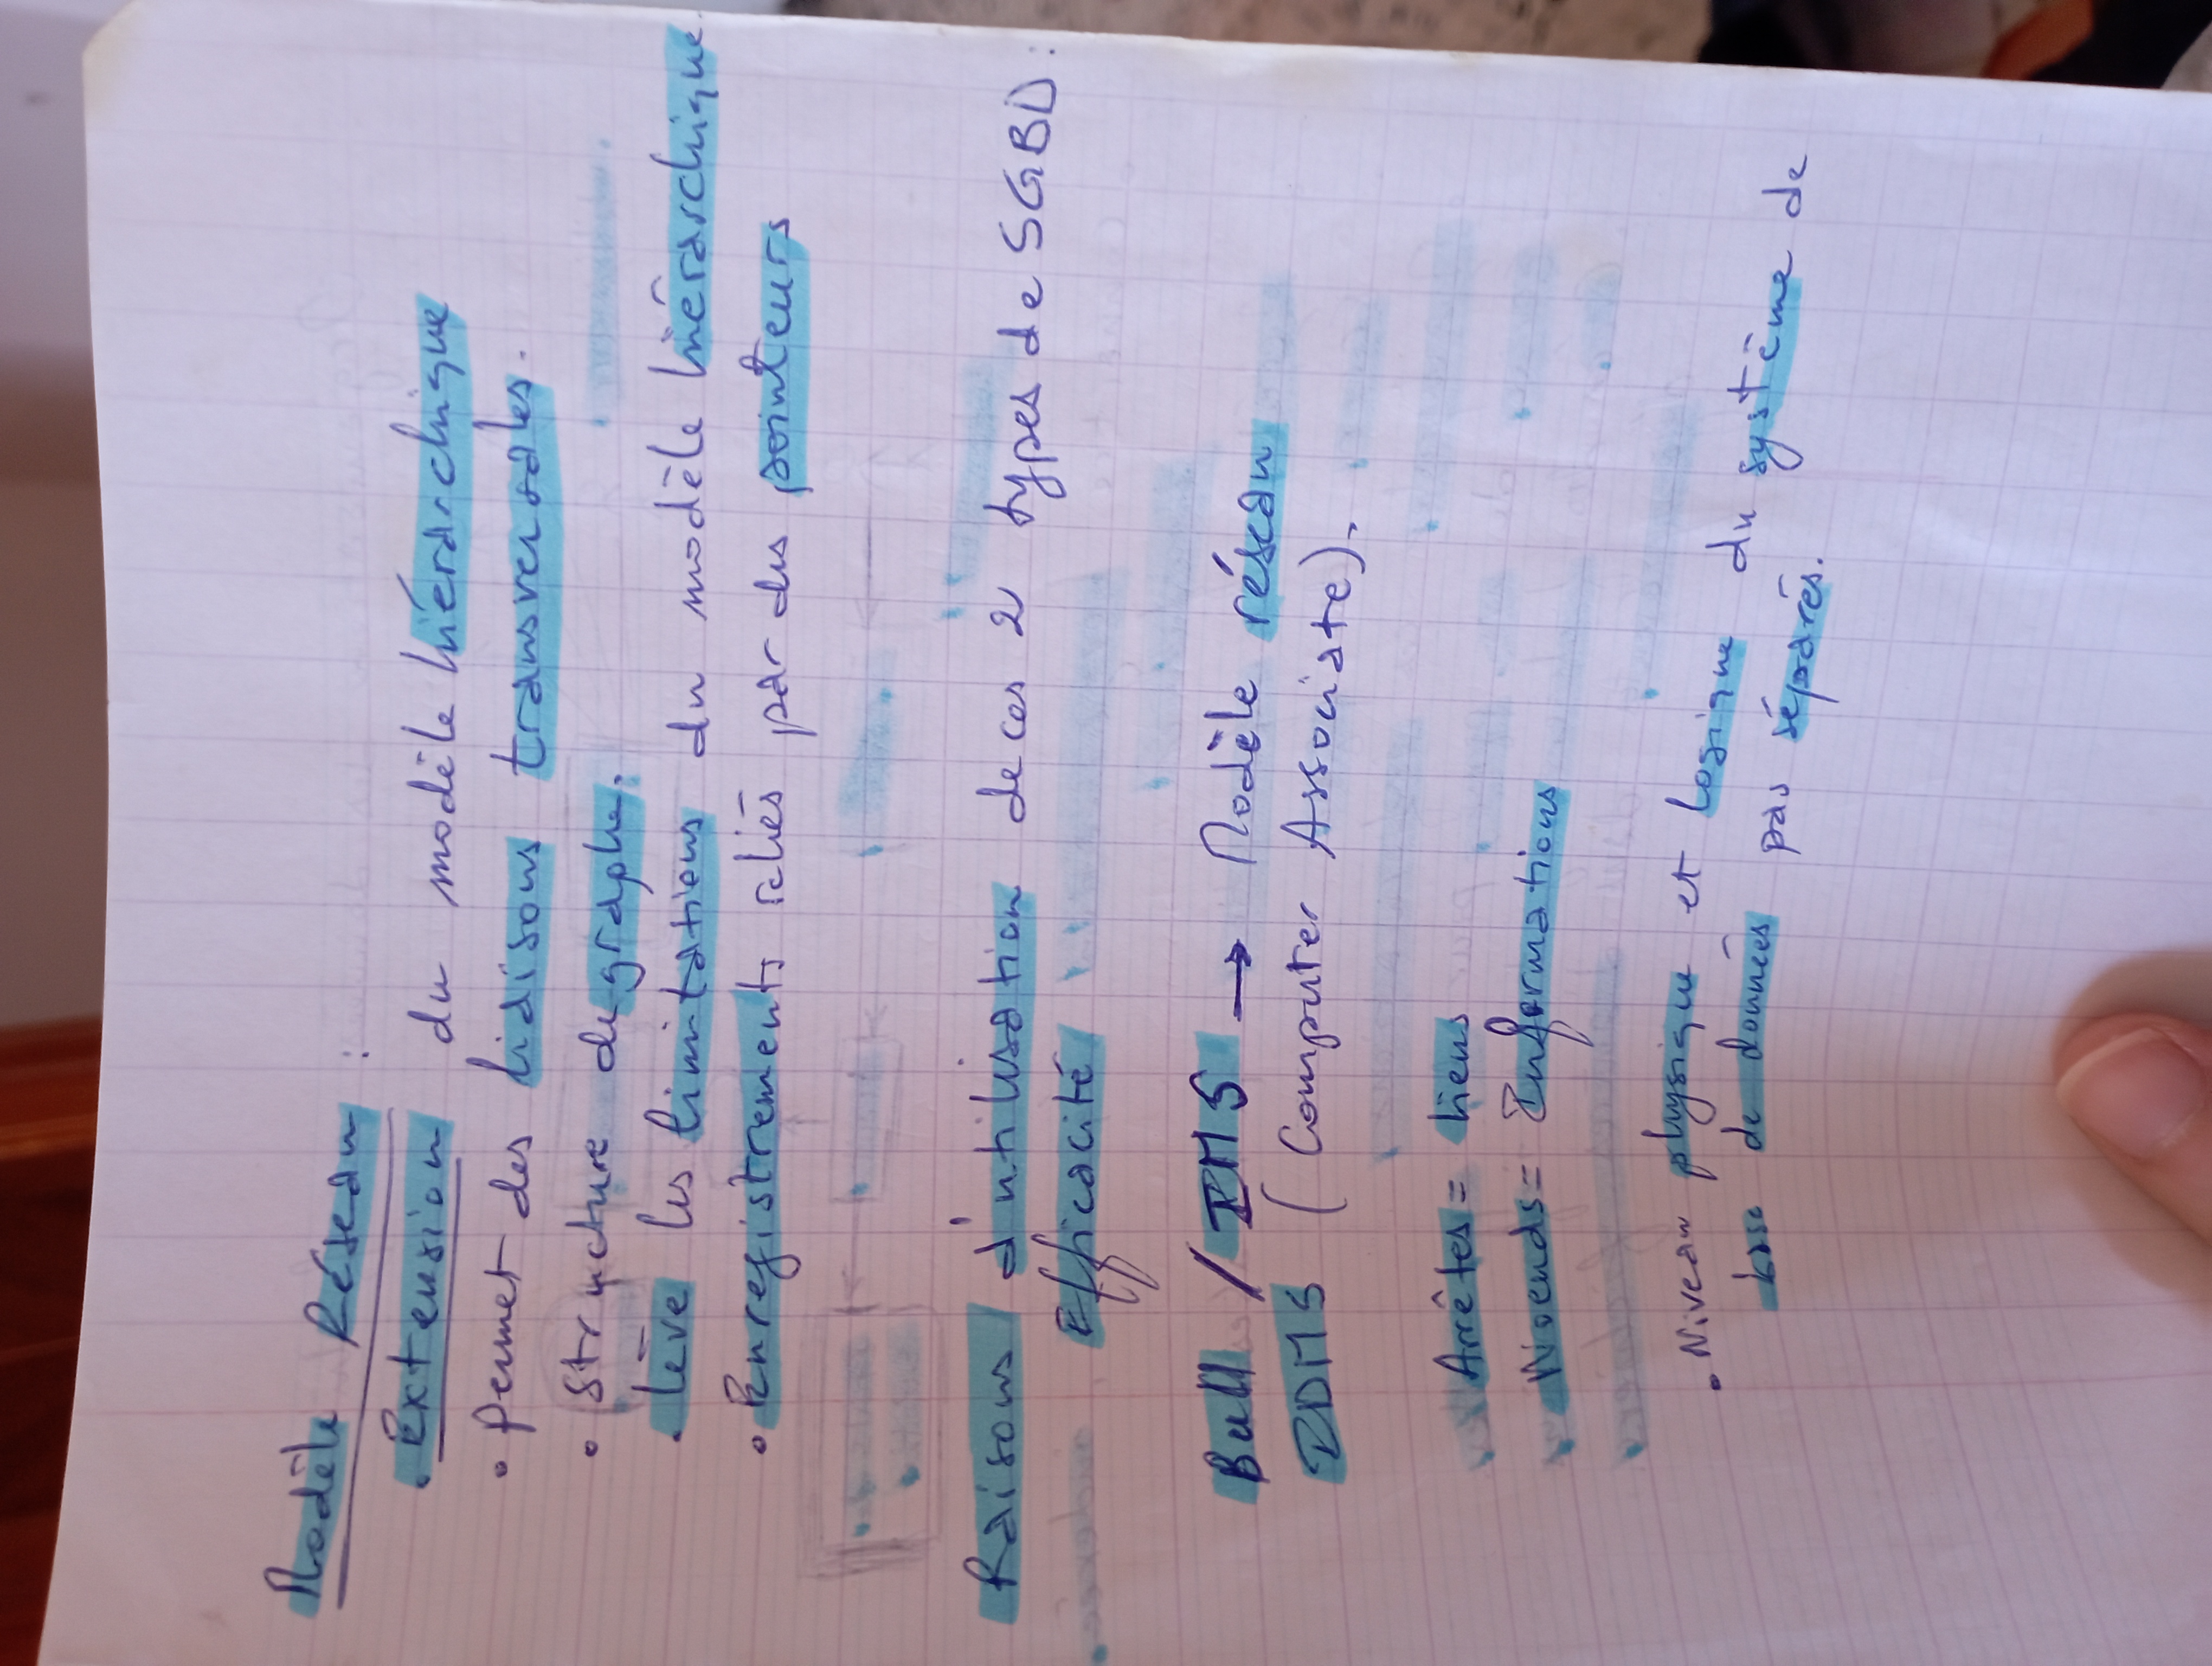 Modèle Réseau :
. Extension du modèle hiérarchique
• Permet des liaisons transversales.
• Structure de graphe.
. lève les limitations du modèle hiérarchique.
• Enregistrements reliés par des pointeurs
Raisons d'utilisation de ces 2 types de SGBD :
Efficacité
Bull / IMS → Modèle réseau
IDMS (Computer Associate).
Arrêtes = liens
Noeuds = Informations
. Niveau physique et logique du système de
base de données pas séparés.